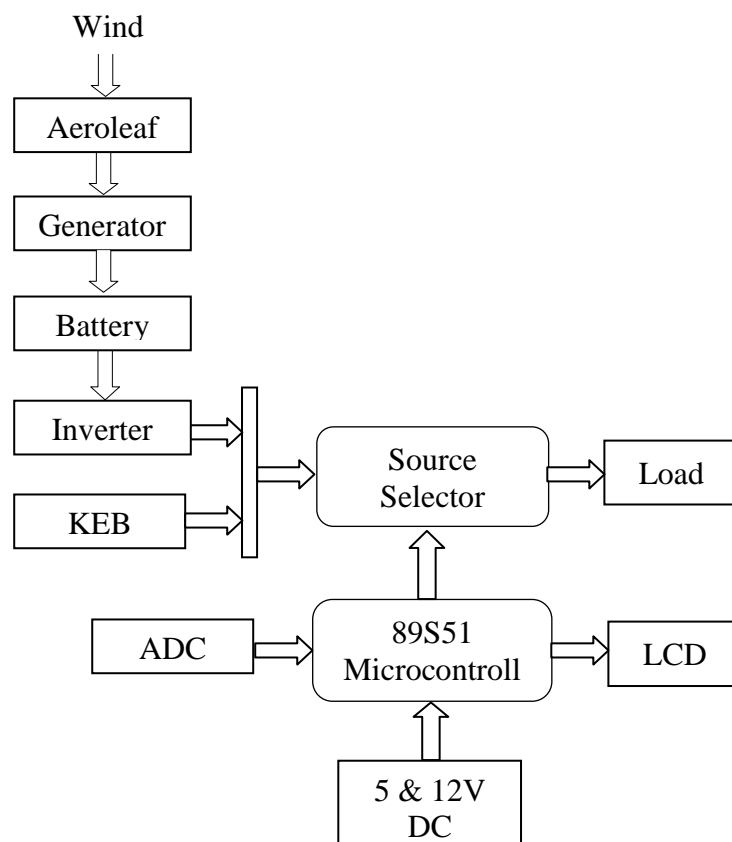 Wind
Aeroleaf
Generator
Battery
Inverter
KEB
Source
Selector
Load
ADC
89S51
Microcontroll
LCD
5 & 12V
DC